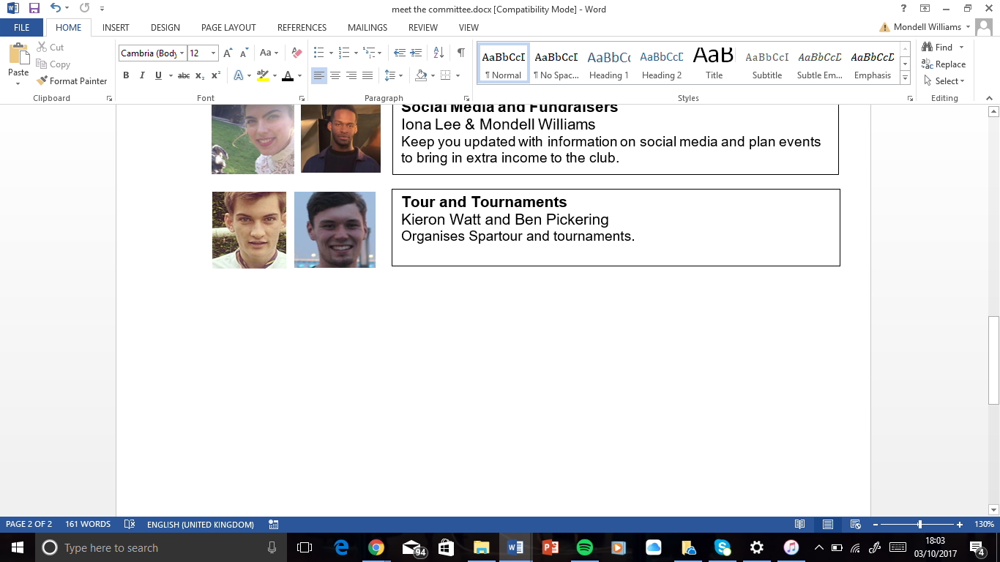 meet the committee.docx [Compatibility Mode] - Word
FILE HOME INSERT DESIGN PAGE LAYOUT REFERENCES MAILINGS REVIEW VIEW Mondell Williams
Paste
Cut
Copy
Format Painter
Clipboard
Cambria (Body 12
Font
Paragraph
AaBbCcI AaBbCcI AaBbCc AaBbCcD AaB AaBbCcI AaBbCcD AaBbCcD
¶ Normal ¶ No Spac... Heading 1 Heading 2 Title Subtitle Subtle Em... Emphasis
Styles
Find
Replace
Select
Editing
Social Media and Fundraisers
Iona Lee & Mondell Williams
Keep you updated with information on social media and plan events
to bring in extra income to the club.
Tour and Tournaments
Kieron Watt and Ben Pickering
Organises Spartour and tournaments.
PAGE 2 OF 2 161 WORDS ENGLISH (UNITED KINGDOM) 130%
Type here to search
94
18:03
03/10/2017
4